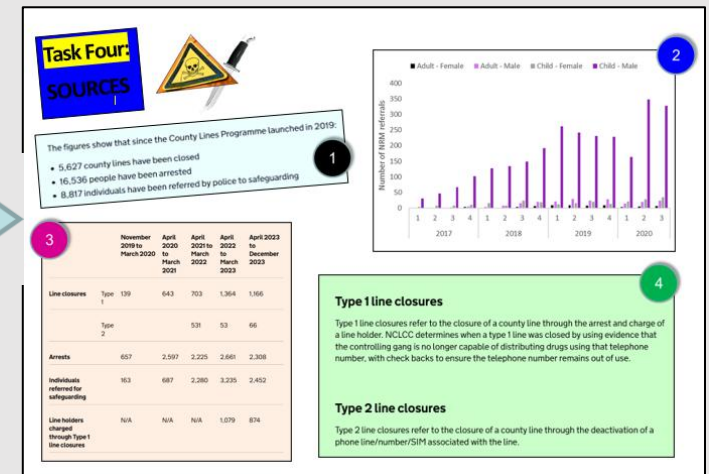 Task Four:
SOURCES
The figures show that since the County Lines Programme launched in 2019:
• 5,627 county lines have been closed
• 16,536 people have been arrested
• 8,817 individuals have been referred by police to safeguarding
1
2
Adult - Female Adult - Male Child - Female Child - Male
Number of NRM referrals
400
350
300
250
200
150
100
50
0
1 2 3 4 1 2 3 4 1 2 3 4 1 2 3
2017 2018 2019 2020
3
November 2019 to March 2020 April 2020 to March 2021 April 2021 to March 2022 April 2022 to March 2023 April 2023 to December 2023
Line closures Type 1 139 643 703 1,364 1,166
Type 2 531 53 66
Arrests 657 2,597 2,225 2,661 2,308
Individuals referred for safeguarding 163 687 2,280 3,235 2,452
Line holders charged through Type 1 line closures N/A N/A N/A 1,079 874
4
Type 1 line closures
Type 1 line closures refer to the closure of a county line through the arrest and charge of
a line holder. NCLCC determines when a type 1 line was closed by using evidence that
the controlling gang is no longer capable of distributing drugs using that telephone
number, with check backs to ensure the telephone number remains out of use.
Type 2 line closures
Type 2 line closures refer to the closure of a county line through the deactivation of a
phone line/number/SIM associated with the line.